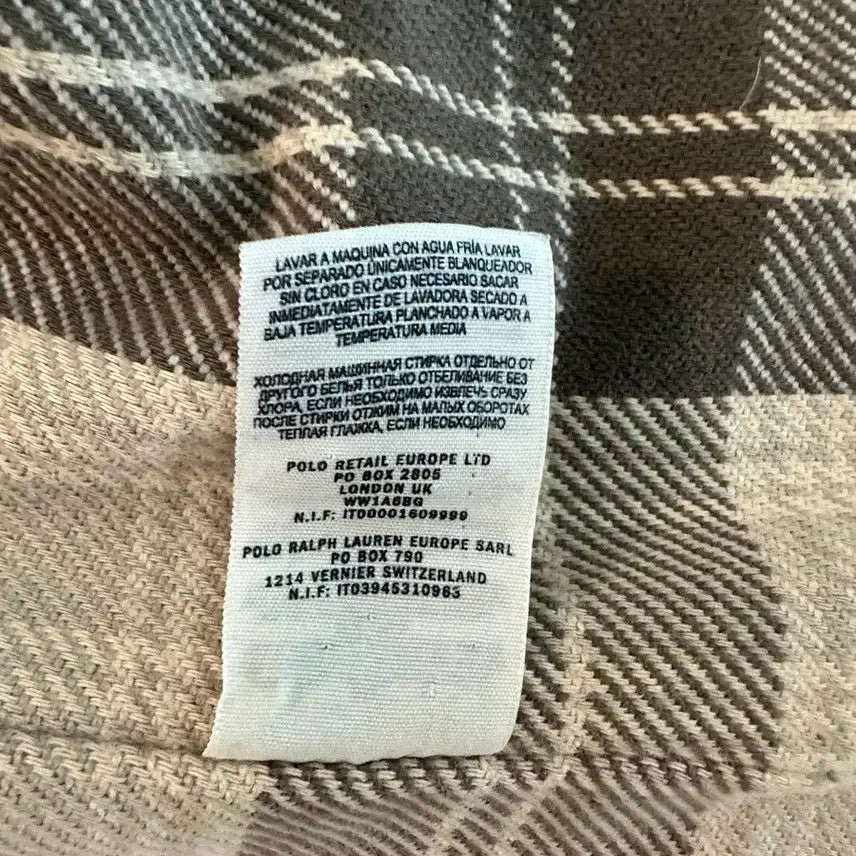 LAVAR A MAQUINA CON AGUA FRÍA LAVAR
POR SEPARADO ÚNICAMENTE BLANQUEADOR
SIN CLORO EN CASO NECESARIO SACAR
INMEDIATAMENTE DE LAVADORA SECADO A
BAJA TEMPERATURA PLANCHADO A VAPOR A
TEMPERATURA MEDIA
ХОЛОДНАЯ МАШИННАЯ СТИРКА ОТДЕЛЬНО ОТ
ДРУГОГО БЕЛЬЯ ТОЛЬКО ОТБЕЛИВАНИЕ БЕЗ
ХЛОРА, ЕСЛИ НЕОБХОДИМО ИЗВЛЕЧЬ СРАЗУ
ПОСЛЕ СТИРКИ ОТЖИМ НА МАЛЫХ ОБОРОТАХ
ТЕПЛАЯ ГЛАЖКА, ЕСЛИ НЕОБХОДИМО
POLO RETAIL EUROPE LTD
PO BOX 2805
LONDON UK
WW1A8BG
N.I.F: IT00001609999
POLO RALPH LAUREN EUROPE SARL
PO BOX 790
1214 VERNIER SWITZERLAND
N.I.F: IT03945310963